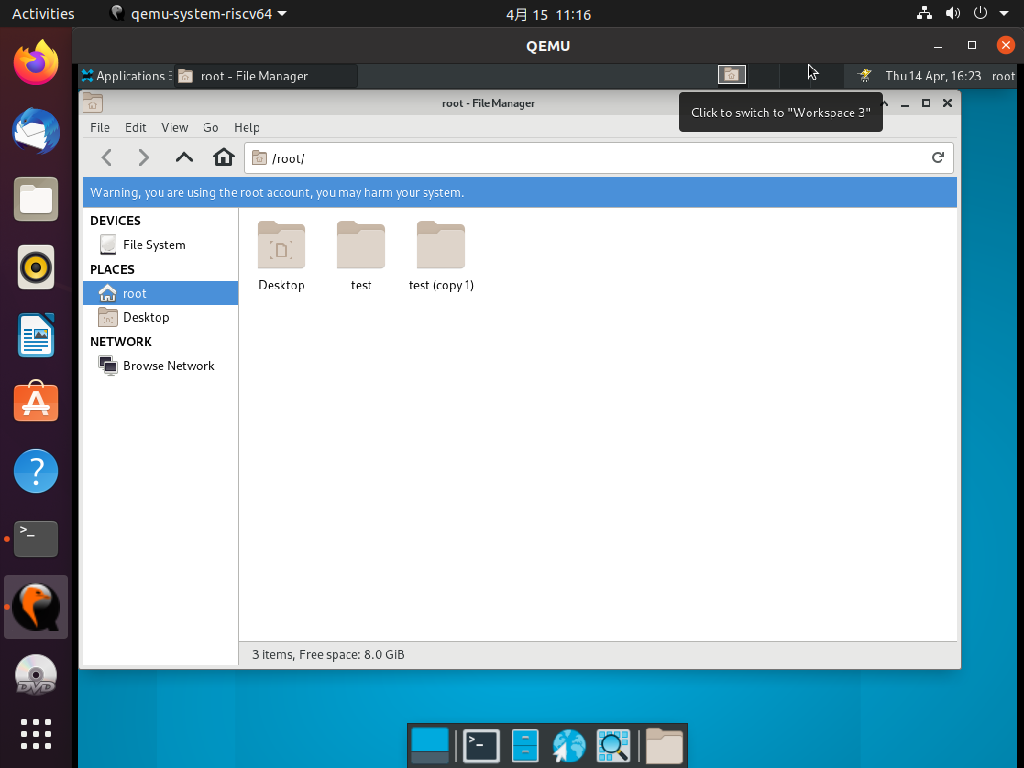 Activities qemu-system-riscv64 4月 15 11:16
QEMU
Applications root - File Manager Thu 14 Apr, 16:23 root
root - File Manager
Click to switch to "Workspace 3"
File Edit View Go Help
/root/
Warning, you are using the root account, you may harm your system.
DEVICES
File System
PLACES
root
Desktop
NETWORK
Browse Network
Desktop test test (copy 1)
3 items, Free space: 8.0 GiB
>_
DVD
>_